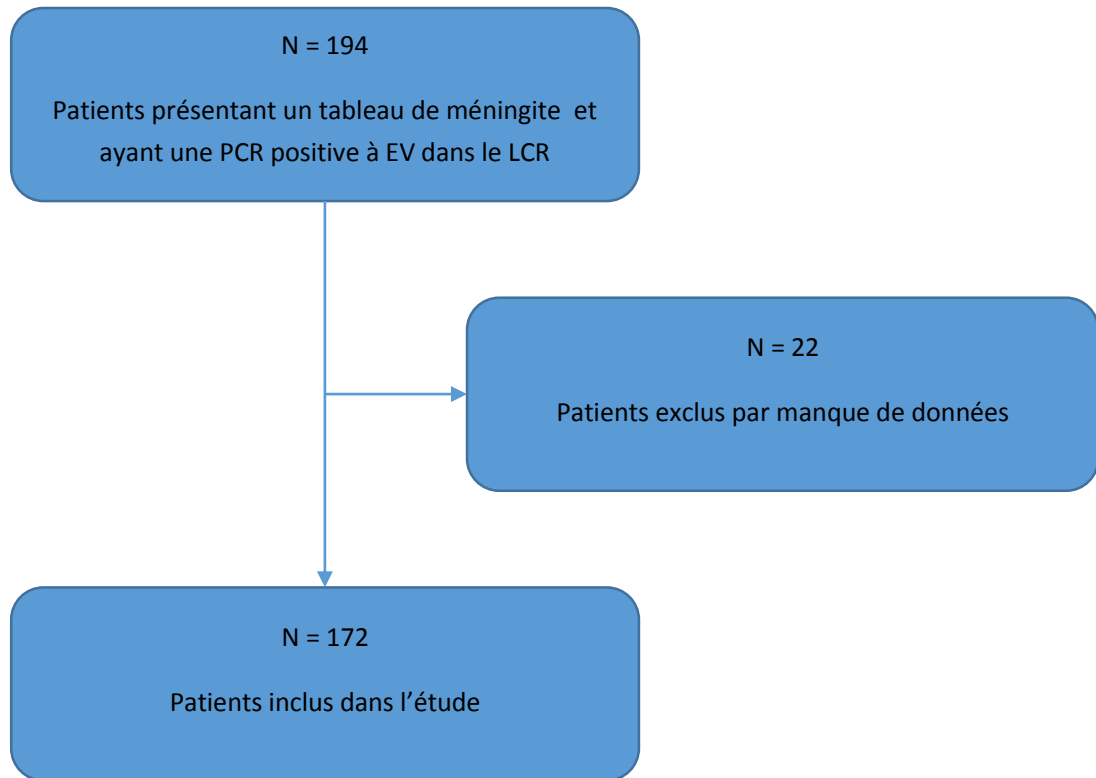 N = 194
Patients présentant un tableau de méningite et
ayant une PCR positive à EV dans le LCR
N = 22
Patients exclus par manque de données
N = 172
Patients inclus dans l’étude